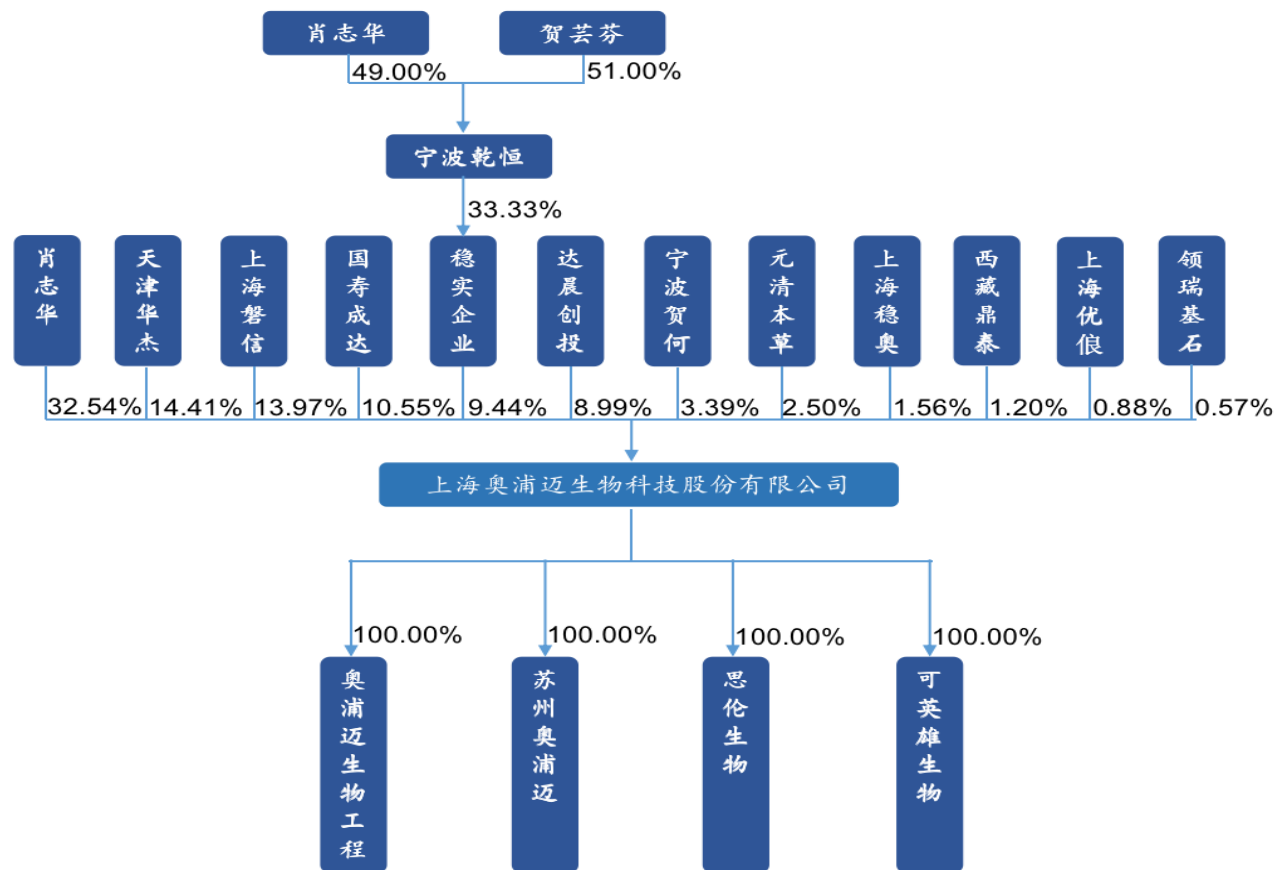 肖志华
贺芸芬
49.00%
51.00%
宁波乾恒
33.33%
肖志华
天津华杰
上海磐信
国寿成达
稳实企业
达晨创投
宁波贺何
元清本草
上海稳奥
西藏鼎泰
上海优俍
领瑞基石
32.54%
14.41%
13.97%
10.55%
9.44%
8.99%
3.39%
2.50%
1.56%
1.20%
0.88%
0.57%
上海奥浦迈生物科技股份有限公司
100.00%
100.00%
100.00%
100.00%
奥浦迈生物工程
苏州奥浦迈
思伦生物
可英雄生物